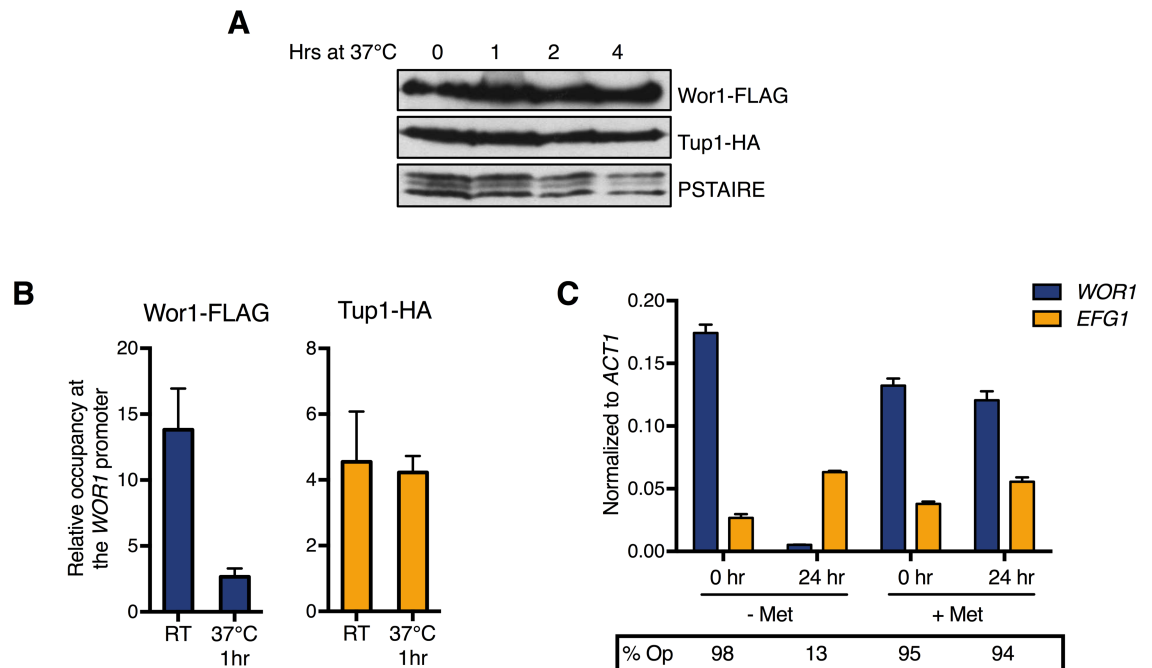 A
Hrs at 37°C 0 1 2 4
Wor1-FLAG
Tup1-HA
PSTAIRE
B
Wor1-FLAG
Tup1-HA
Relative occupancy at
the WOR1 promoter
20
15
10
5
0
RT 37°C
1hr
8
6
4
2
0
RT 37°C
1hr
C
WOR1
EFG1
Normalized to ACT1
0.20
0.15
0.10
0.05
0.00
0 hr 24 hr 0 hr 24 hr
- Met + Met
% Op 98 13 95 94